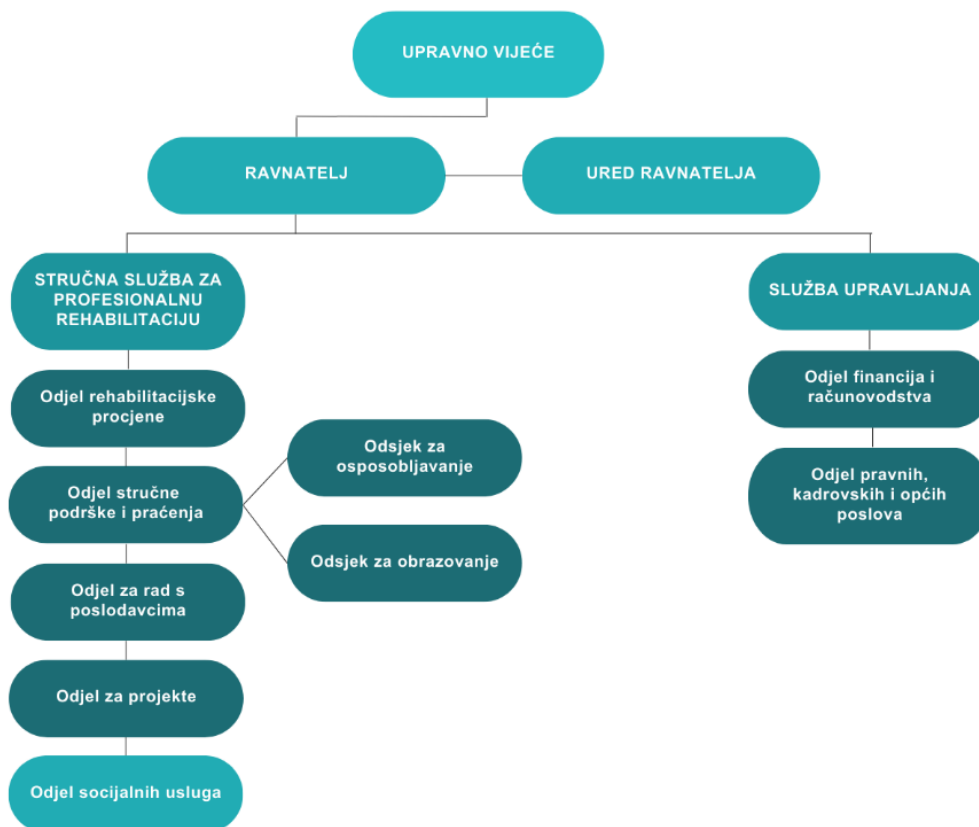 UPRAVNO VIJEĆE
RAVNATELJ
URED RAVNATELJA
STRUČNA SLUŽBA ZA
PROFESIONALNU
REHABILITACIJU
SLUŽBA UPRAVLJANJA
Odjel rehabilitacijske
procjene
Odjel stručne
podrške i praćenja
Odsjek za
osposobljavanje
Odsjek za obrazovanje
Odjel za rad s
poslodavcima
Odjel za projekte
Odjel socijalnih usluga
Odjel financija i
računovodstva
Odjel pravnih,
kadrovskih i općih
poslova